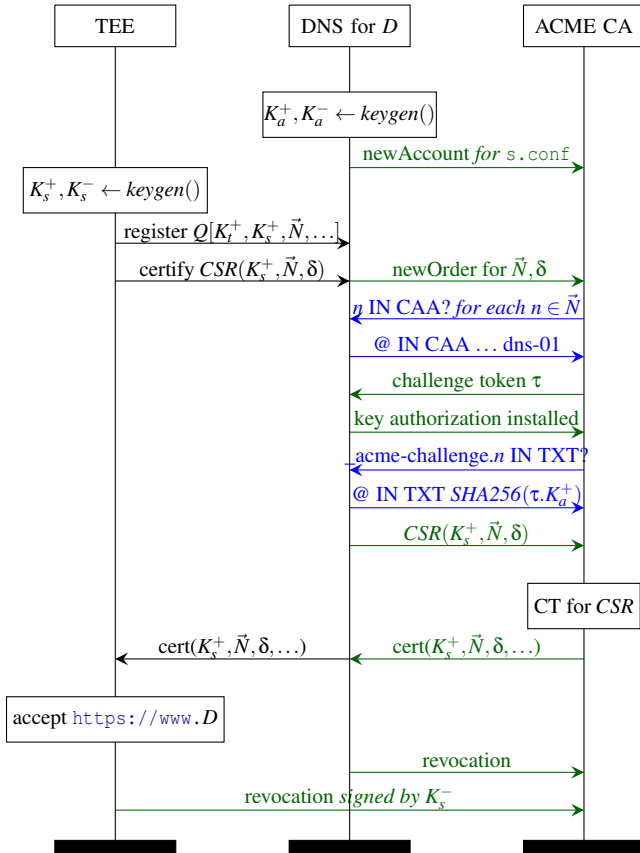 TEE
DNS for D
ACME CA
K_a^+, K_a^- ← keygen()
newAccount for s.conf
K_s^+, K_s^- ← keygen()
register Q[K_t^+, K_s^+, N⃗, …]
certify CSR(K_s^+, N⃗, δ)
newOrder for N⃗, δ
n IN CAA? for each n ∈ N⃗
@ IN CAA … dns-01
challenge token τ
key authorization installed
_acme-challenge.n IN TXT?
@ IN TXT SHA256(τ.K_a^+)
CSR(K_s^+, N⃗, δ)
CT for CSR
cert(K_s^+, N⃗, δ, …)
cert(K_s^+, N⃗, δ, …)
accept https://www.D
revocation
revocation signed by K_s^-